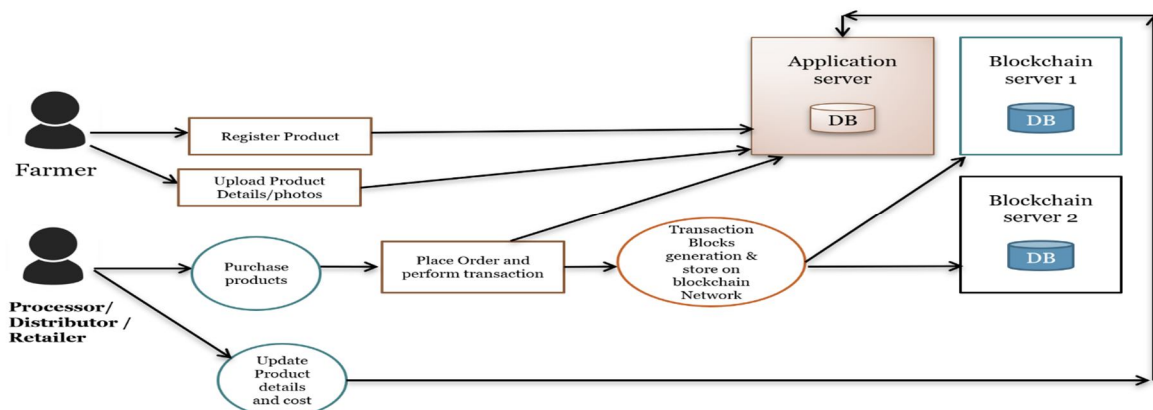 Application
server
DB
Blockchain
server 1
DB
Register Product
Farmer
Upload Product
Details/photos
Blockchain
server 2
DB
Purchase
products
Place Order and
perform transaction
Transaction
Blocks
generation &
store on
blockchain
Network
Processor/
Distributor /
Retailer
Update
Product
details
and cost